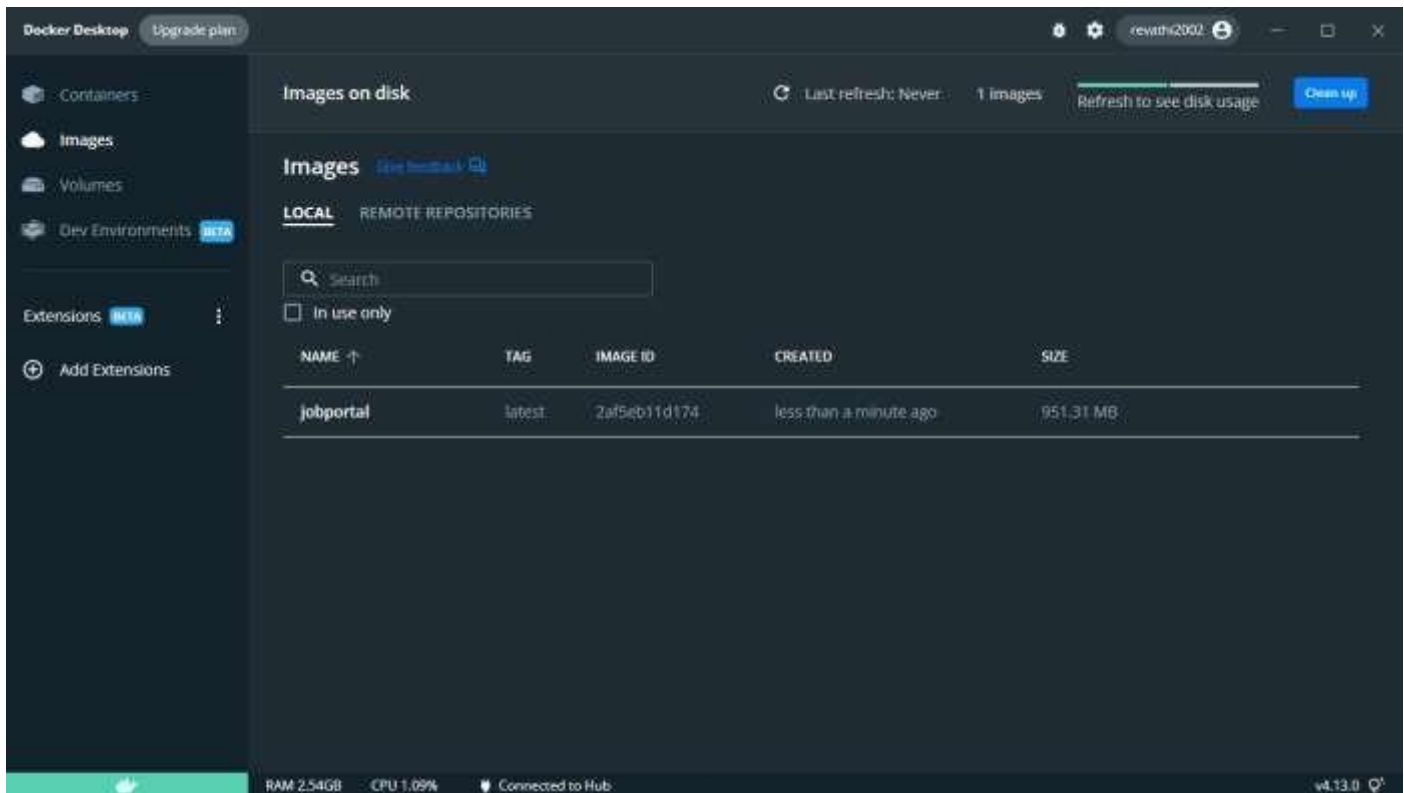 Docker Desktop Upgrade plan revathi2002
Containers
Images
Volumes
Dev Environments BETA
Extensions BETA
Add Extensions
Images on disk Last refresh: Never 1 images Refresh to see disk usage Clean up
Images Give feedback
LOCAL REMOTE REPOSITORIES
Search
In use only
NAME TAG IMAGE ID CREATED SIZE
jobportal latest 2af5eb11d174 less than a minute ago 951.31 MB
RAM 2.54GB CPU 1.09% Connected to Hub v4.13.0